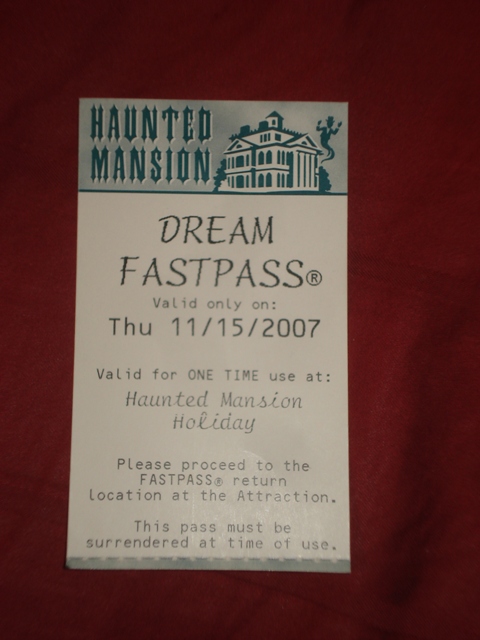 HAUNTED
MANSION
DREAM
FASTPASS®
Valid only on:
Thu 11/15/2007
Valid for ONE TIME use at:
Haunted Mansion
Holiday
Please proceed to the
FASTPASS® return
location at the Attraction.
This pass must be
surrendered at time of use.